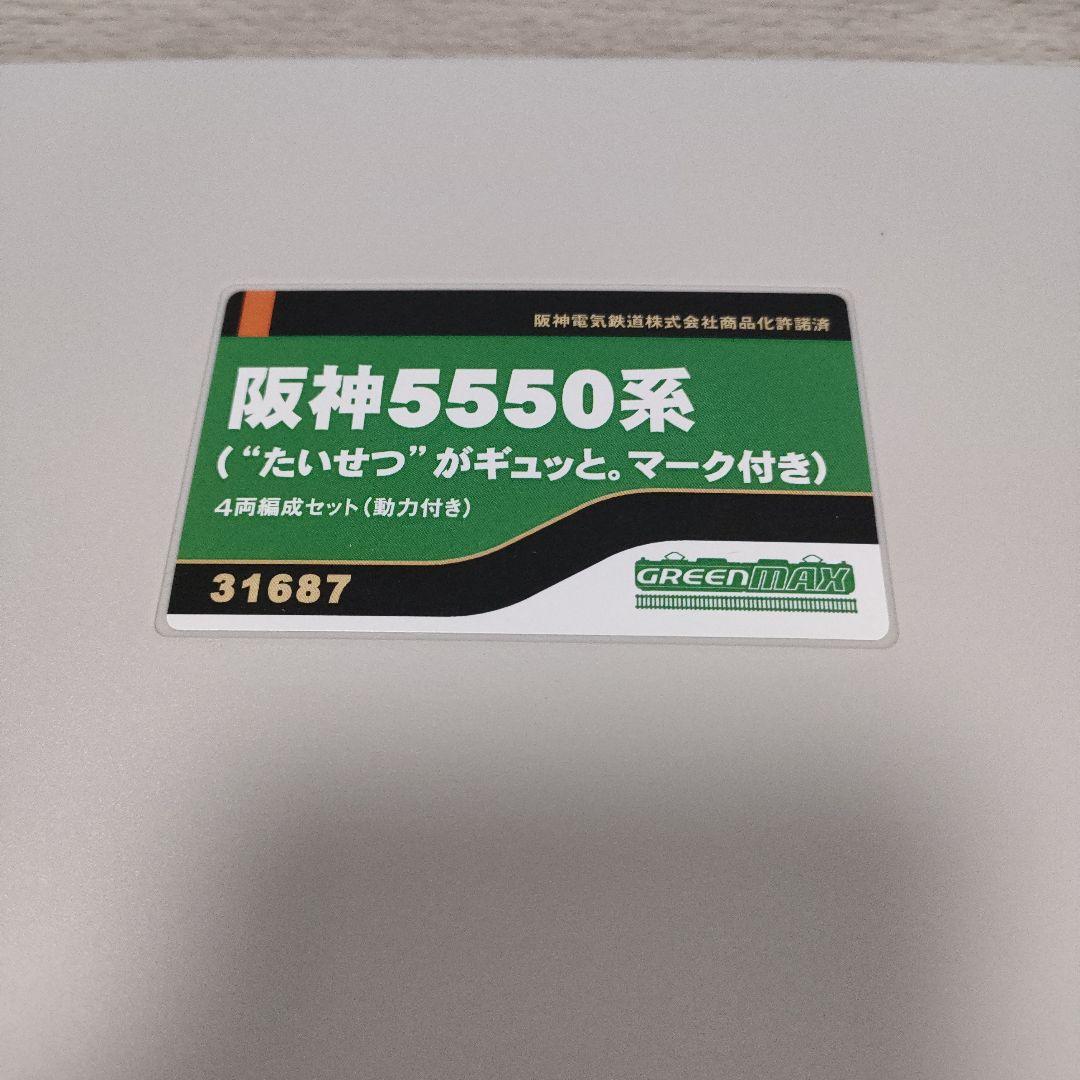 阪神電気鉄道株式会社商品化許諾済
阪神5550系
(“たいせつ”がギュッと。マーク付き)
4両編成セット(動力付き)
31687
GREENMAX